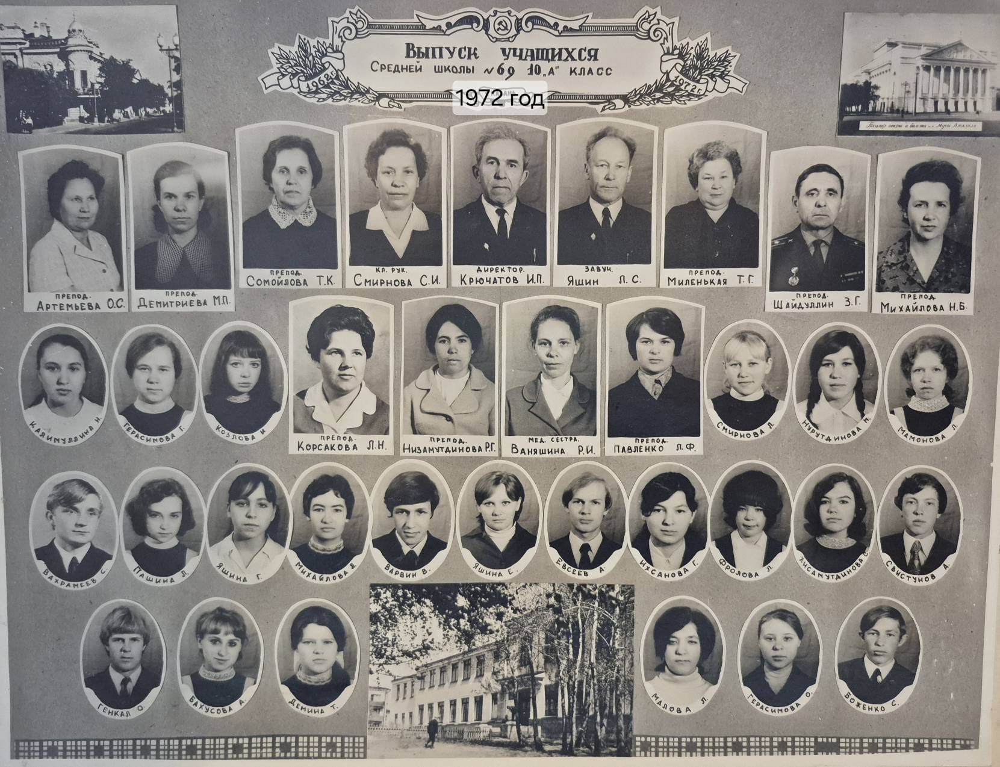 Выпуск учащихся
Средней школы №69 10 „А" класс
1962г.
1972г.
1972 год
Театр оперы и балета им. Мусы Джалиля
препод.
Артемьева О.С.
препод.
Демитриева М.П.
препод.
Сомойлова Т.К.
кл. рук.
Смирнова С.И.
директор.
Крючатов И.П.
завуч.
Яшин Л.С.
препод.
Миленькая Т.Г.
препод.
Шайдуллин З.Г.
препод.
Михайлова Н.Б.
Калимуллина Н.
Герасимова Г.
Козлова И.
препод.
Корсакова Л.Н.
препод.
Низамутдинова Р.Г.
мед. сестра.
Ваняшина Р.И.
препод.
Павленко Л.Ф.
Смирнова Л.
Нурутдинова М.
Мамонова Л.
Вахрамеев С.
Пашина Л.
Яшина Г.
Михайлова Л.
Варвин В.
Яшина Е.
Евсеев А.
Ихсанова Г.
Фролова Л.
Хисамутдинова С.
Свистунов А.
Генкал О.
Бахусова А.
Демина Т.
Малова Л.
Герасимова О.
Боженко С.